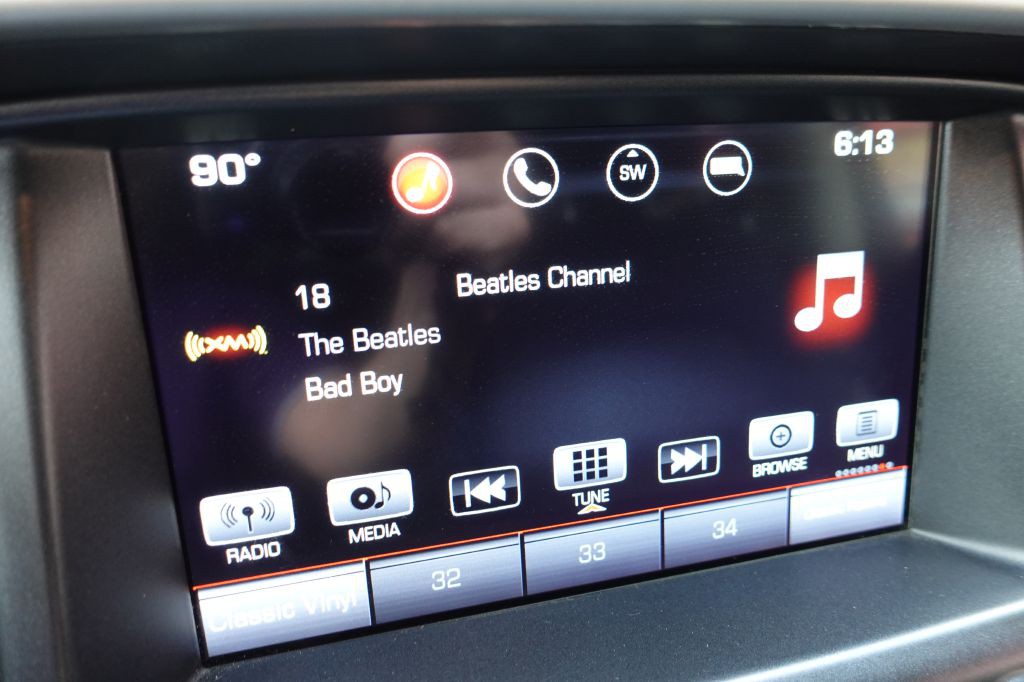 90°
6:13
SW
18
Beatles Channel
XM
The Beatles
Bad Boy
RADIO
MEDIA
TUNE
BROWSE
MENU
Classic Vinyl
32
33
34